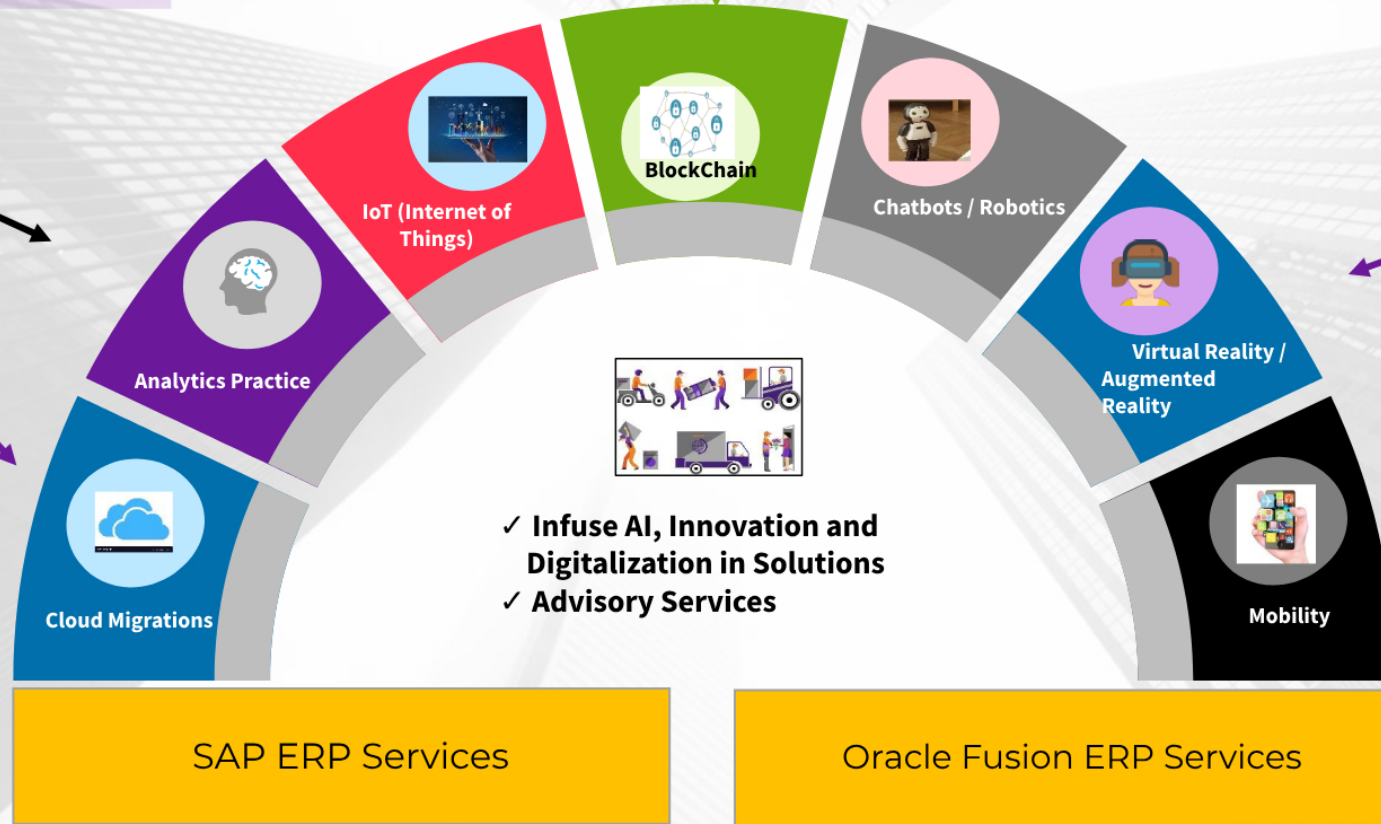 BlockChain
IoT (Internet of
Things)
Chatbots / Robotics
Analytics Practice
Virtual Reality /
Augmented
Reality
Cloud Migrations
Mobility
✓ Infuse AI, Innovation and
Digitalization in Solutions
✓ Advisory Services
SAP ERP Services
Oracle Fusion ERP Services